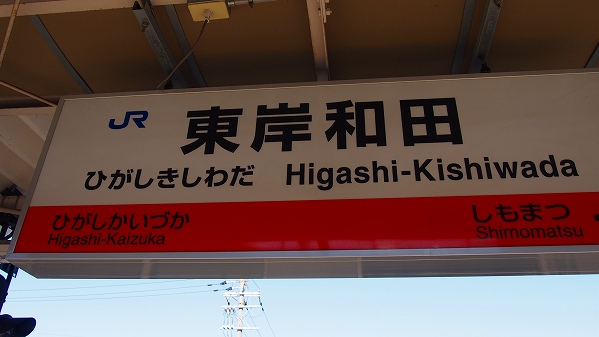 JR 東岸和田
ひがしきしわだ Higashi-Kishiwada
ひがしかいづか しもまつ
Higashi-Kaizuka Shimomatsu